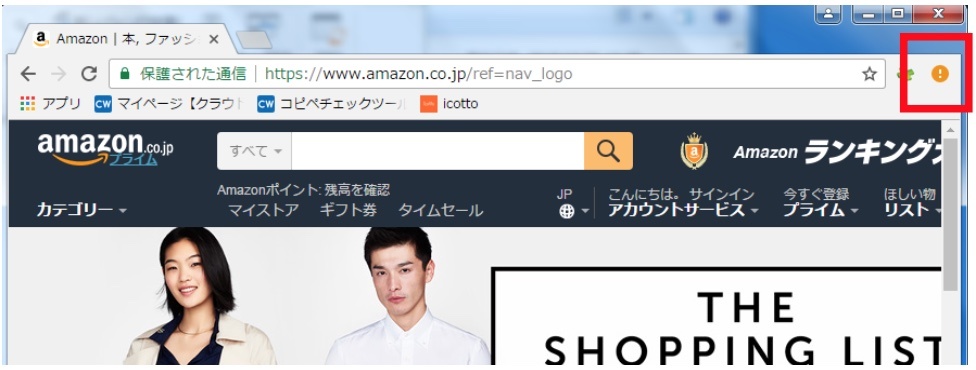 Amazon | 本, ファッシ
保護された通信 | https://www.amazon.co.jp/ref=nav_logo
アプリ CW マイページ【クラウド CW コピペチェックツール icotto
amazon.co.jp すべて Amazon ランキング
プライム
Amazonポイント: 残高を確認 JP こんにちは。サインイン 今すぐ登録 ほしい物
カテゴリー マイストア ギフト券 タイムセール アカウントサービス プライム リスト
THE
SHOPPING LIST